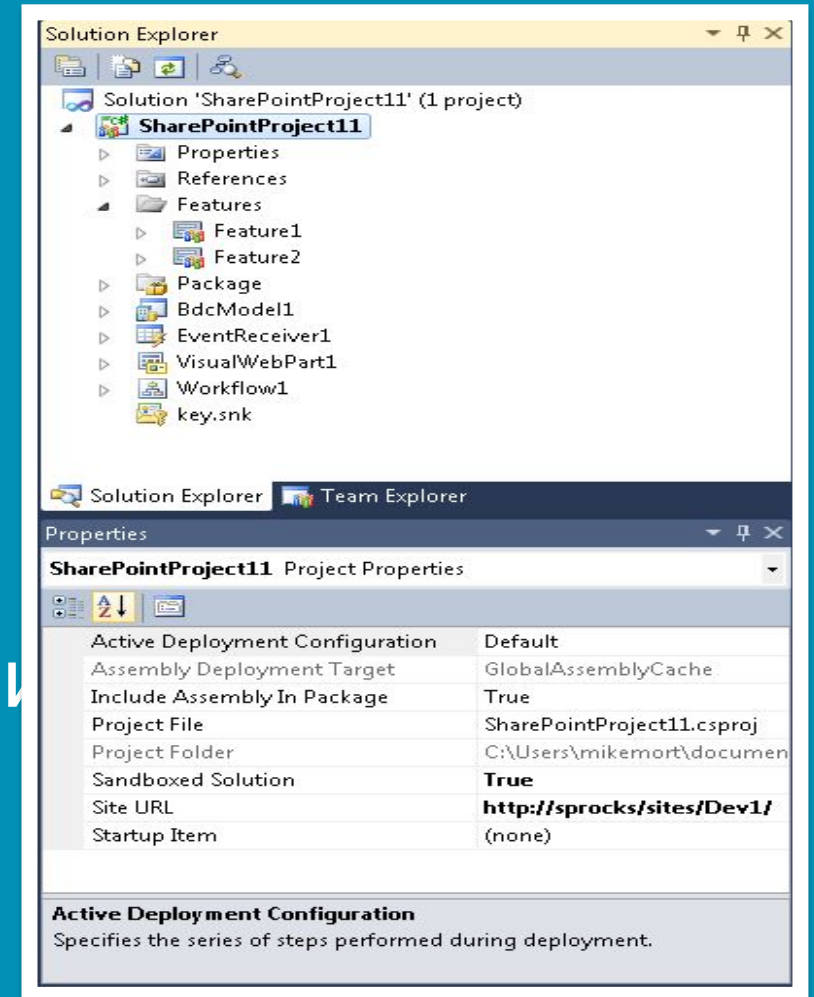 Solution Explorer
Solution 'SharePointProject11' (1 project)
SharePointProject11
Properties
References
Features
Feature1
Feature2
Package
BdcModel1
EventReceiver1
VisualWebPart1
Workflow1
key.snk
Solution Explorer Team Explorer
Properties
SharePointProject11 Project Properties
Active Deployment Configuration Default
Assembly Deployment Target GlobalAssemblyCache
Include Assembly In Package True
Project File SharePointProject11.csproj
Project Folder C:\Users\mikemort\documen
Sandboxed Solution True
Site URL http://sprocks/sites/Dev1/
Startup Item (none)
Active Deployment Configuration
Specifies the series of steps performed during deployment.